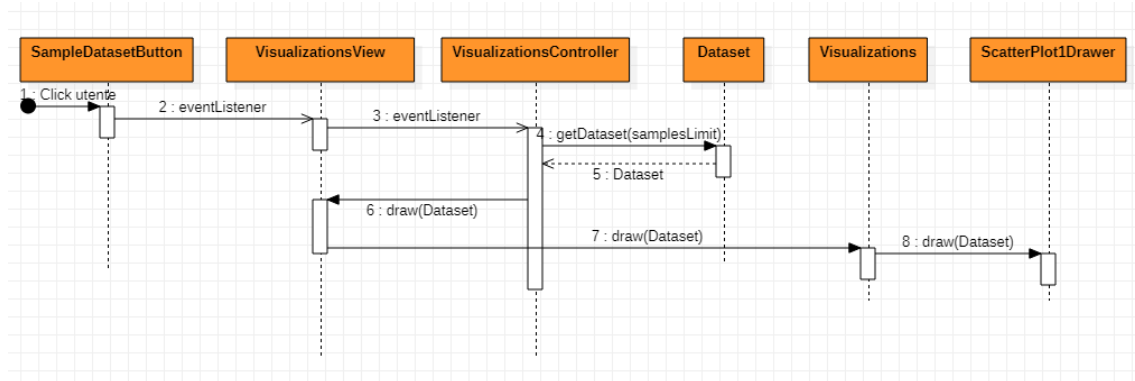 SampleDatasetButton
VisualizationsView
VisualizationsController
Dataset
Visualizations
ScatterPlot1Drawer
1 : Click utente
2 : eventListener
3 : eventListener
4 : getDataset(samplesLimit)
5 : Dataset
6 : draw(Dataset)
7 : draw(Dataset)
8 : draw(Dataset)